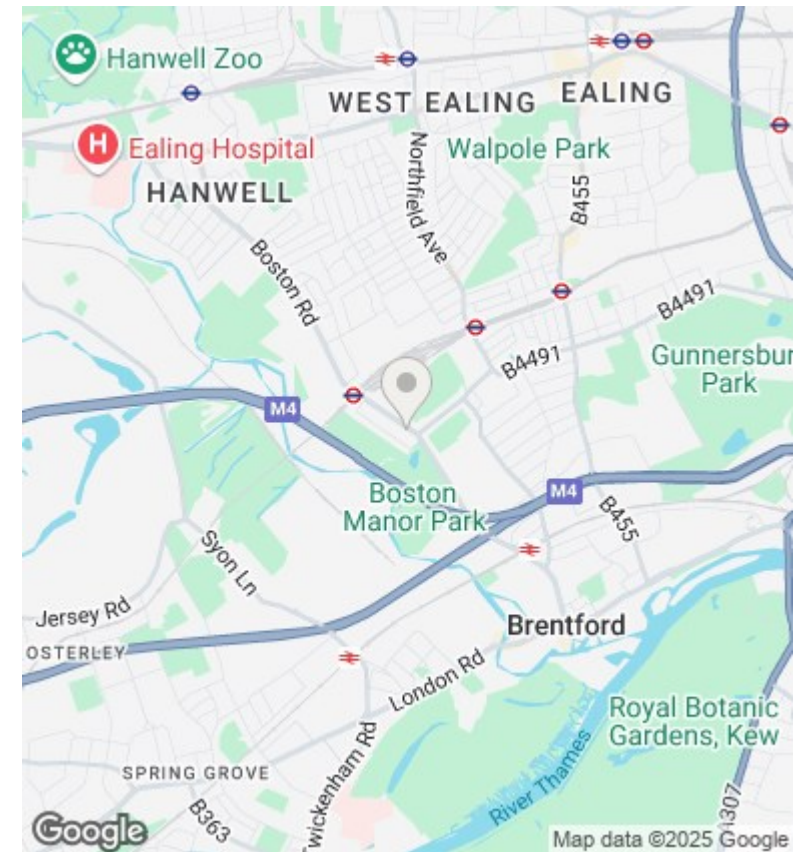 Hanwell Zoo
WEST EALING
EALING
Ealing Hospital
H
HANWELL
Walpole Park
Northfield Ave
B455
Boston Rd
B4491
B4491
Gunnersbur
Park
M4
Boston
Manor Park
M4
B455
Syon Ln
Jersey Rd
OSTERLEY
Brentford
London Rd
Royal Botanic
Gardens, Kew
SPRING GROVE
Twickenham Rd
River Thames
B363
Google
Map data ©2025 Google